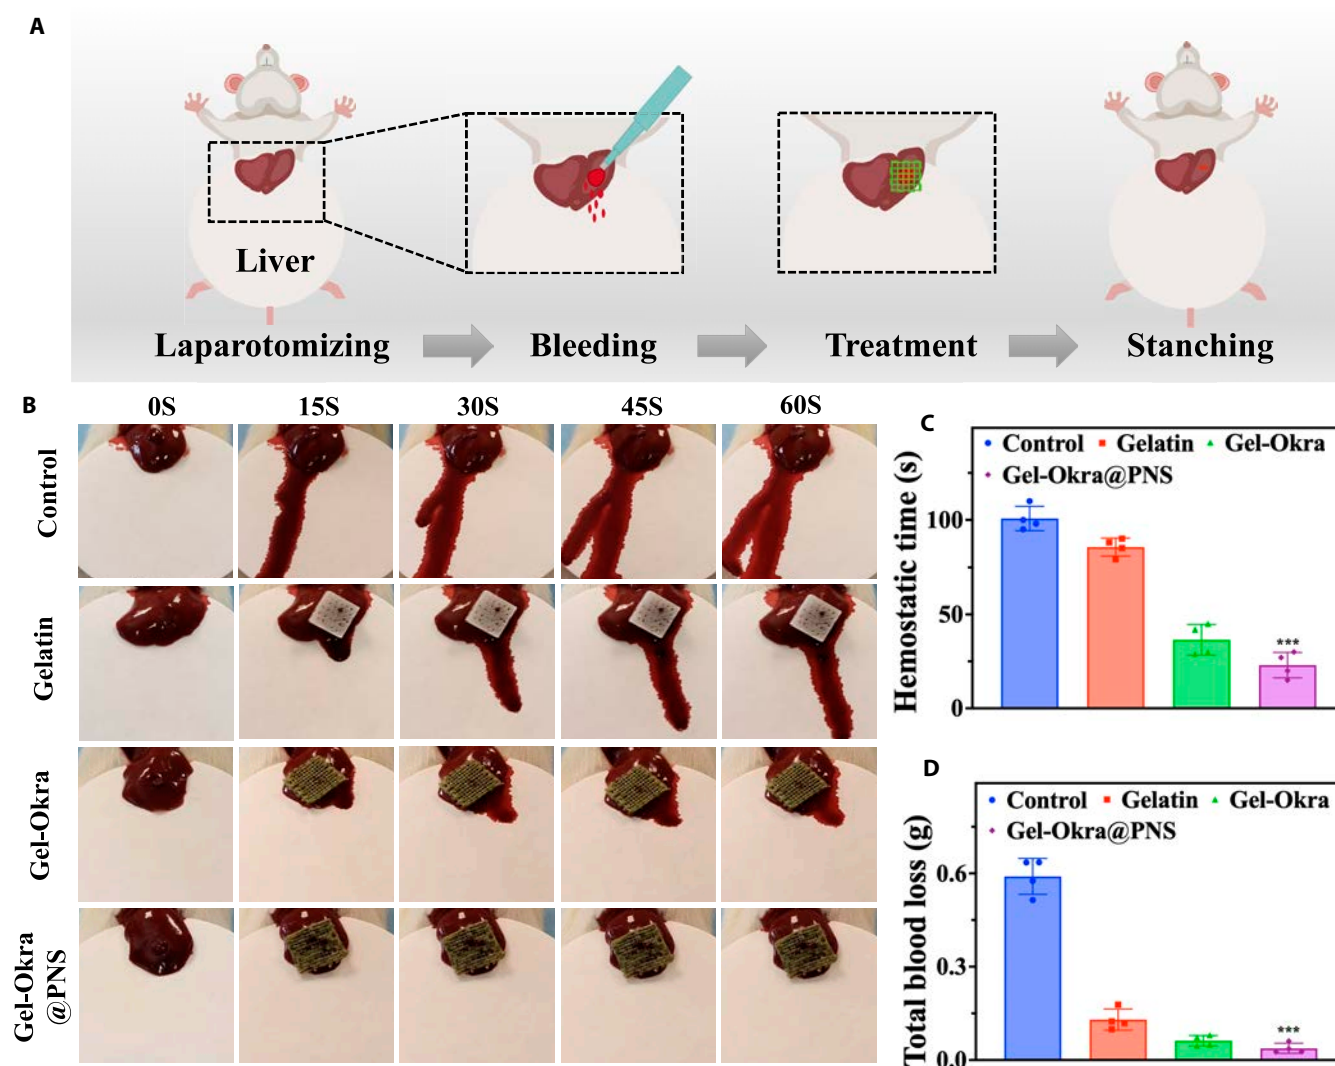 A
Liver
Laparotomizing
Bleeding
Treatment
Stanching
B
0S 15S 30S 45S 60S
Control
Gelatin
Gel-Okra
Gel-Okra
@PNS
C
Control Gelatin Gel-Okra
Gel-Okra@PNS
Hemostatic time (s)
100
50
0
***
D
Control Gelatin Gel-Okra
Gel-Okra@PNS
Total blood loss (g)
0.6
0.3
0.0
***